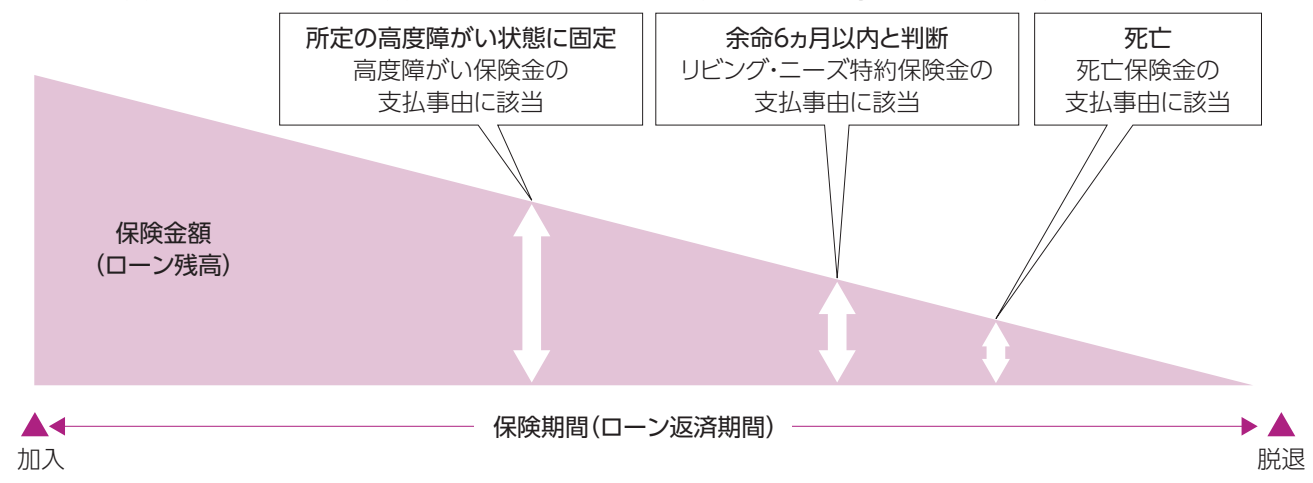 所定の高度障がい状態に固定
高度障がい保険金の
支払事由に該当
余命6ヵ月以内と判断
リビング・ニーズ特約保険金の
支払事由に該当
死亡
死亡保険金の
支払事由に該当
保険金額
(ローン残高)
保険期間(ローン返済期間)
加入
脱退